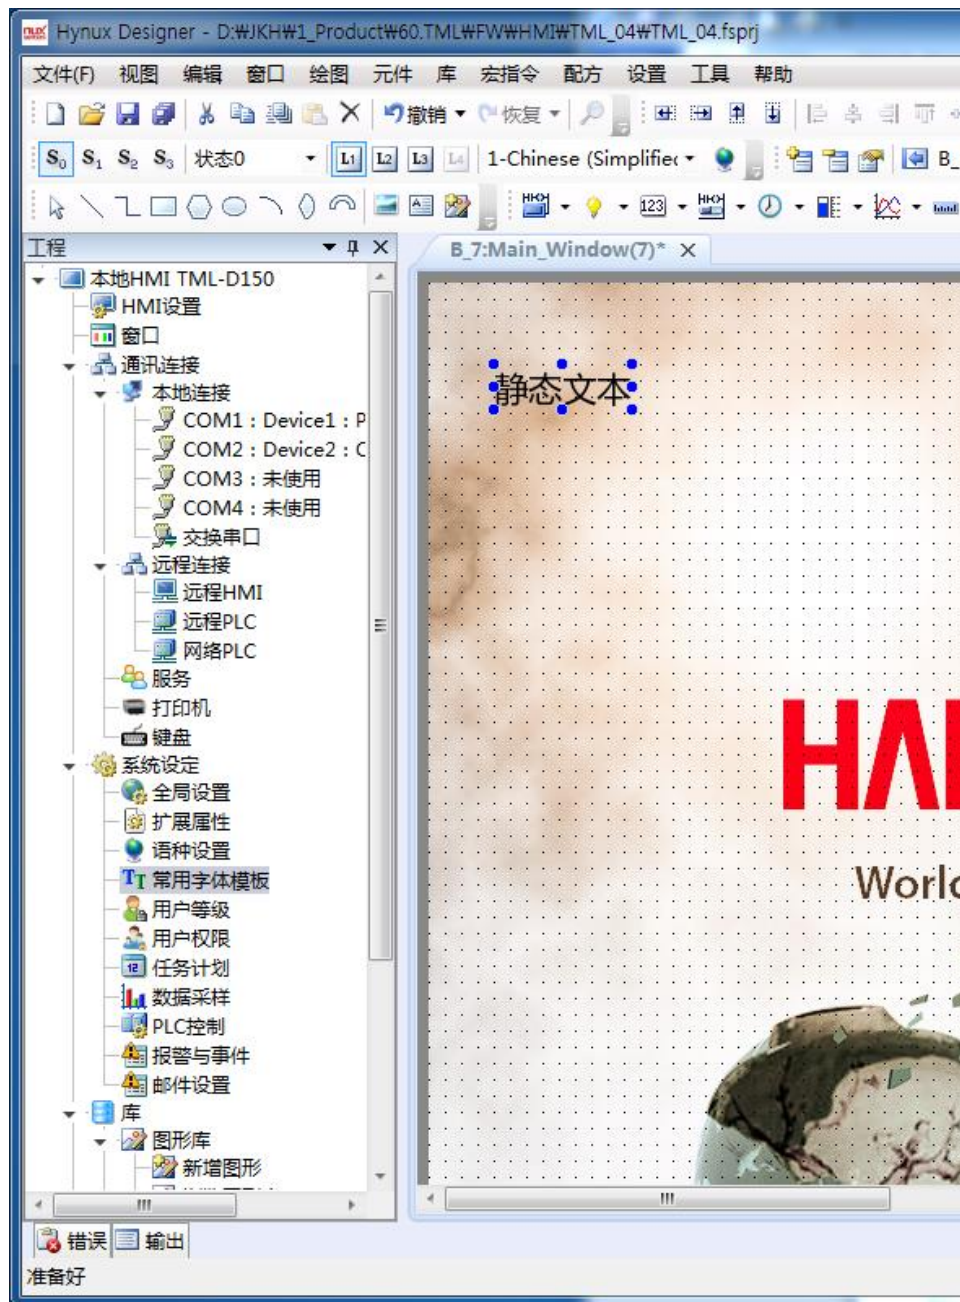 Hynux Designer - D:₩JKH₩1_Product₩60.TML₩FW₩HMI₩TML_04₩TML_04.fsprj
文件(F) 视图 编辑 窗口 绘图 元件 库 宏指令 配方 设置 工具 帮助
撤销 恢复
S0 S1 S2 S3 状态0 L1 L2 L3 L4 1-Chinese (Simplified B_
123
工程 B_7:Main_Window(7)*
本地HMI TML-D150
HMI设置
窗口
通讯连接
本地连接
COM1 : Device1 : P
COM2 : Device2 : C
COM3 : 未使用
COM4 : 未使用
交换串口
远程连接
远程HMI
远程PLC
网络PLC
服务
打印机
键盘
系统设定
全局设置
扩展属性
语种设置
常用字体模板
用户等级
用户权限
任务计划
数据采样
PLC控制
报警与事件
邮件设置
库
图形库
新增图形
静态文本
HAN
World
错误 输出
准备好